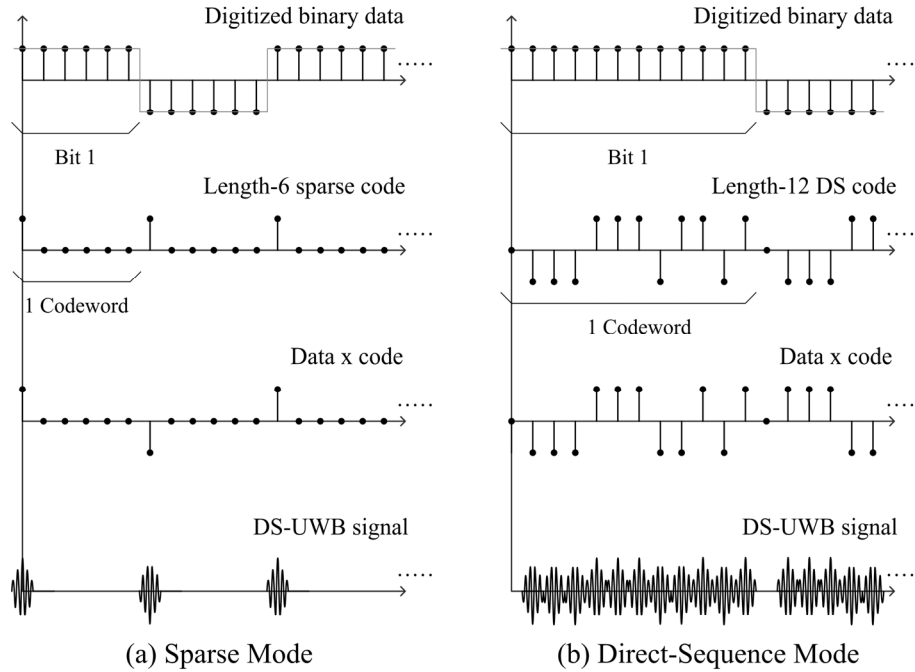 Digitized binary data
.....
Bit 1
Length-6 sparse code
.....
1 Codeword
Data x code
.....
DS-UWB signal
.....
(a) Sparse Mode
Digitized binary data
.....
Bit 1
Length-12 DS code
.....
1 Codeword
Data x code
.....
DS-UWB signal
.....
(b) Direct-Sequence Mode